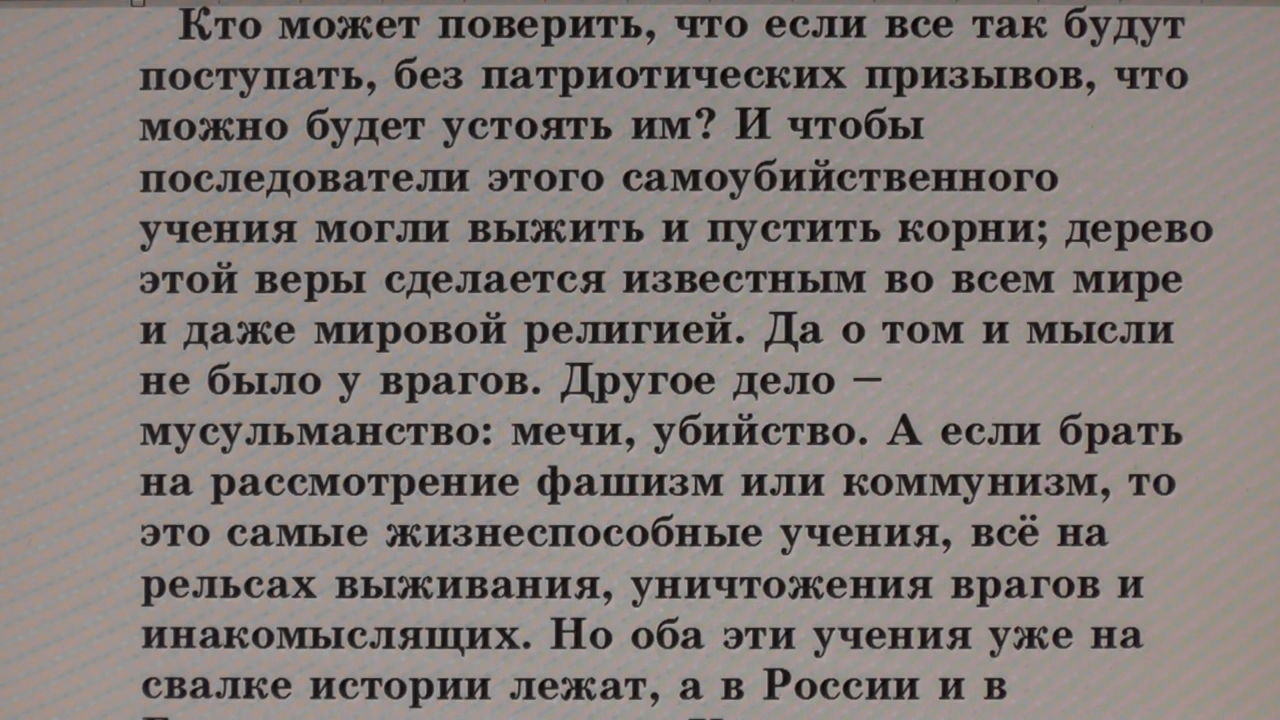 Кто может поверить, что если все так будут
поступать, без патриотических призывов, что
можно будет устоять им? И чтобы
последователи этого самоубийственного
учения могли выжить и пустить корни; дерево
этой веры сделается известным во всем мире
и даже мировой религией. Да о том и мысли
не было у врагов. Другое дело –
мусульманство: мечи, убийство. А если брать
на рассмотрение фашизм или коммунизм, то
это самые жизнеспособные учения, всё на
рельсах выживания, уничтожения врагов и
инакомыслящих. Но оба эти учения уже на
свалке истории лежат, а в России и в